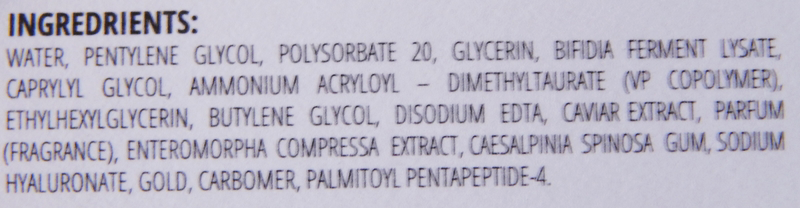 INGREDRIENTS:
WATER, PENTYLENE GLYCOL, POLYSORBATE 20, GLYCERIN, BIFIDIA FERMENT LYSATE,
CAPRYLYL GLYCOL, AMMONIUM ACRYLOYL – DIMETHYLTAURATE (VP COPOLYMER),
ETHYLHEXYLGLYCERIN, BUTYLENE GLYCOL, DISODIUM EDTA, CAVIAR EXTRACT, PARFUM
(FRAGRANCE), ENTEROMORPHA COMPRESSA EXTRACT, CAESALPINIA SPINOSA GUM, SODIUM
HYALURONATE, GOLD, CARBOMER, PALMITOYL PENTAPEPTIDE-4.